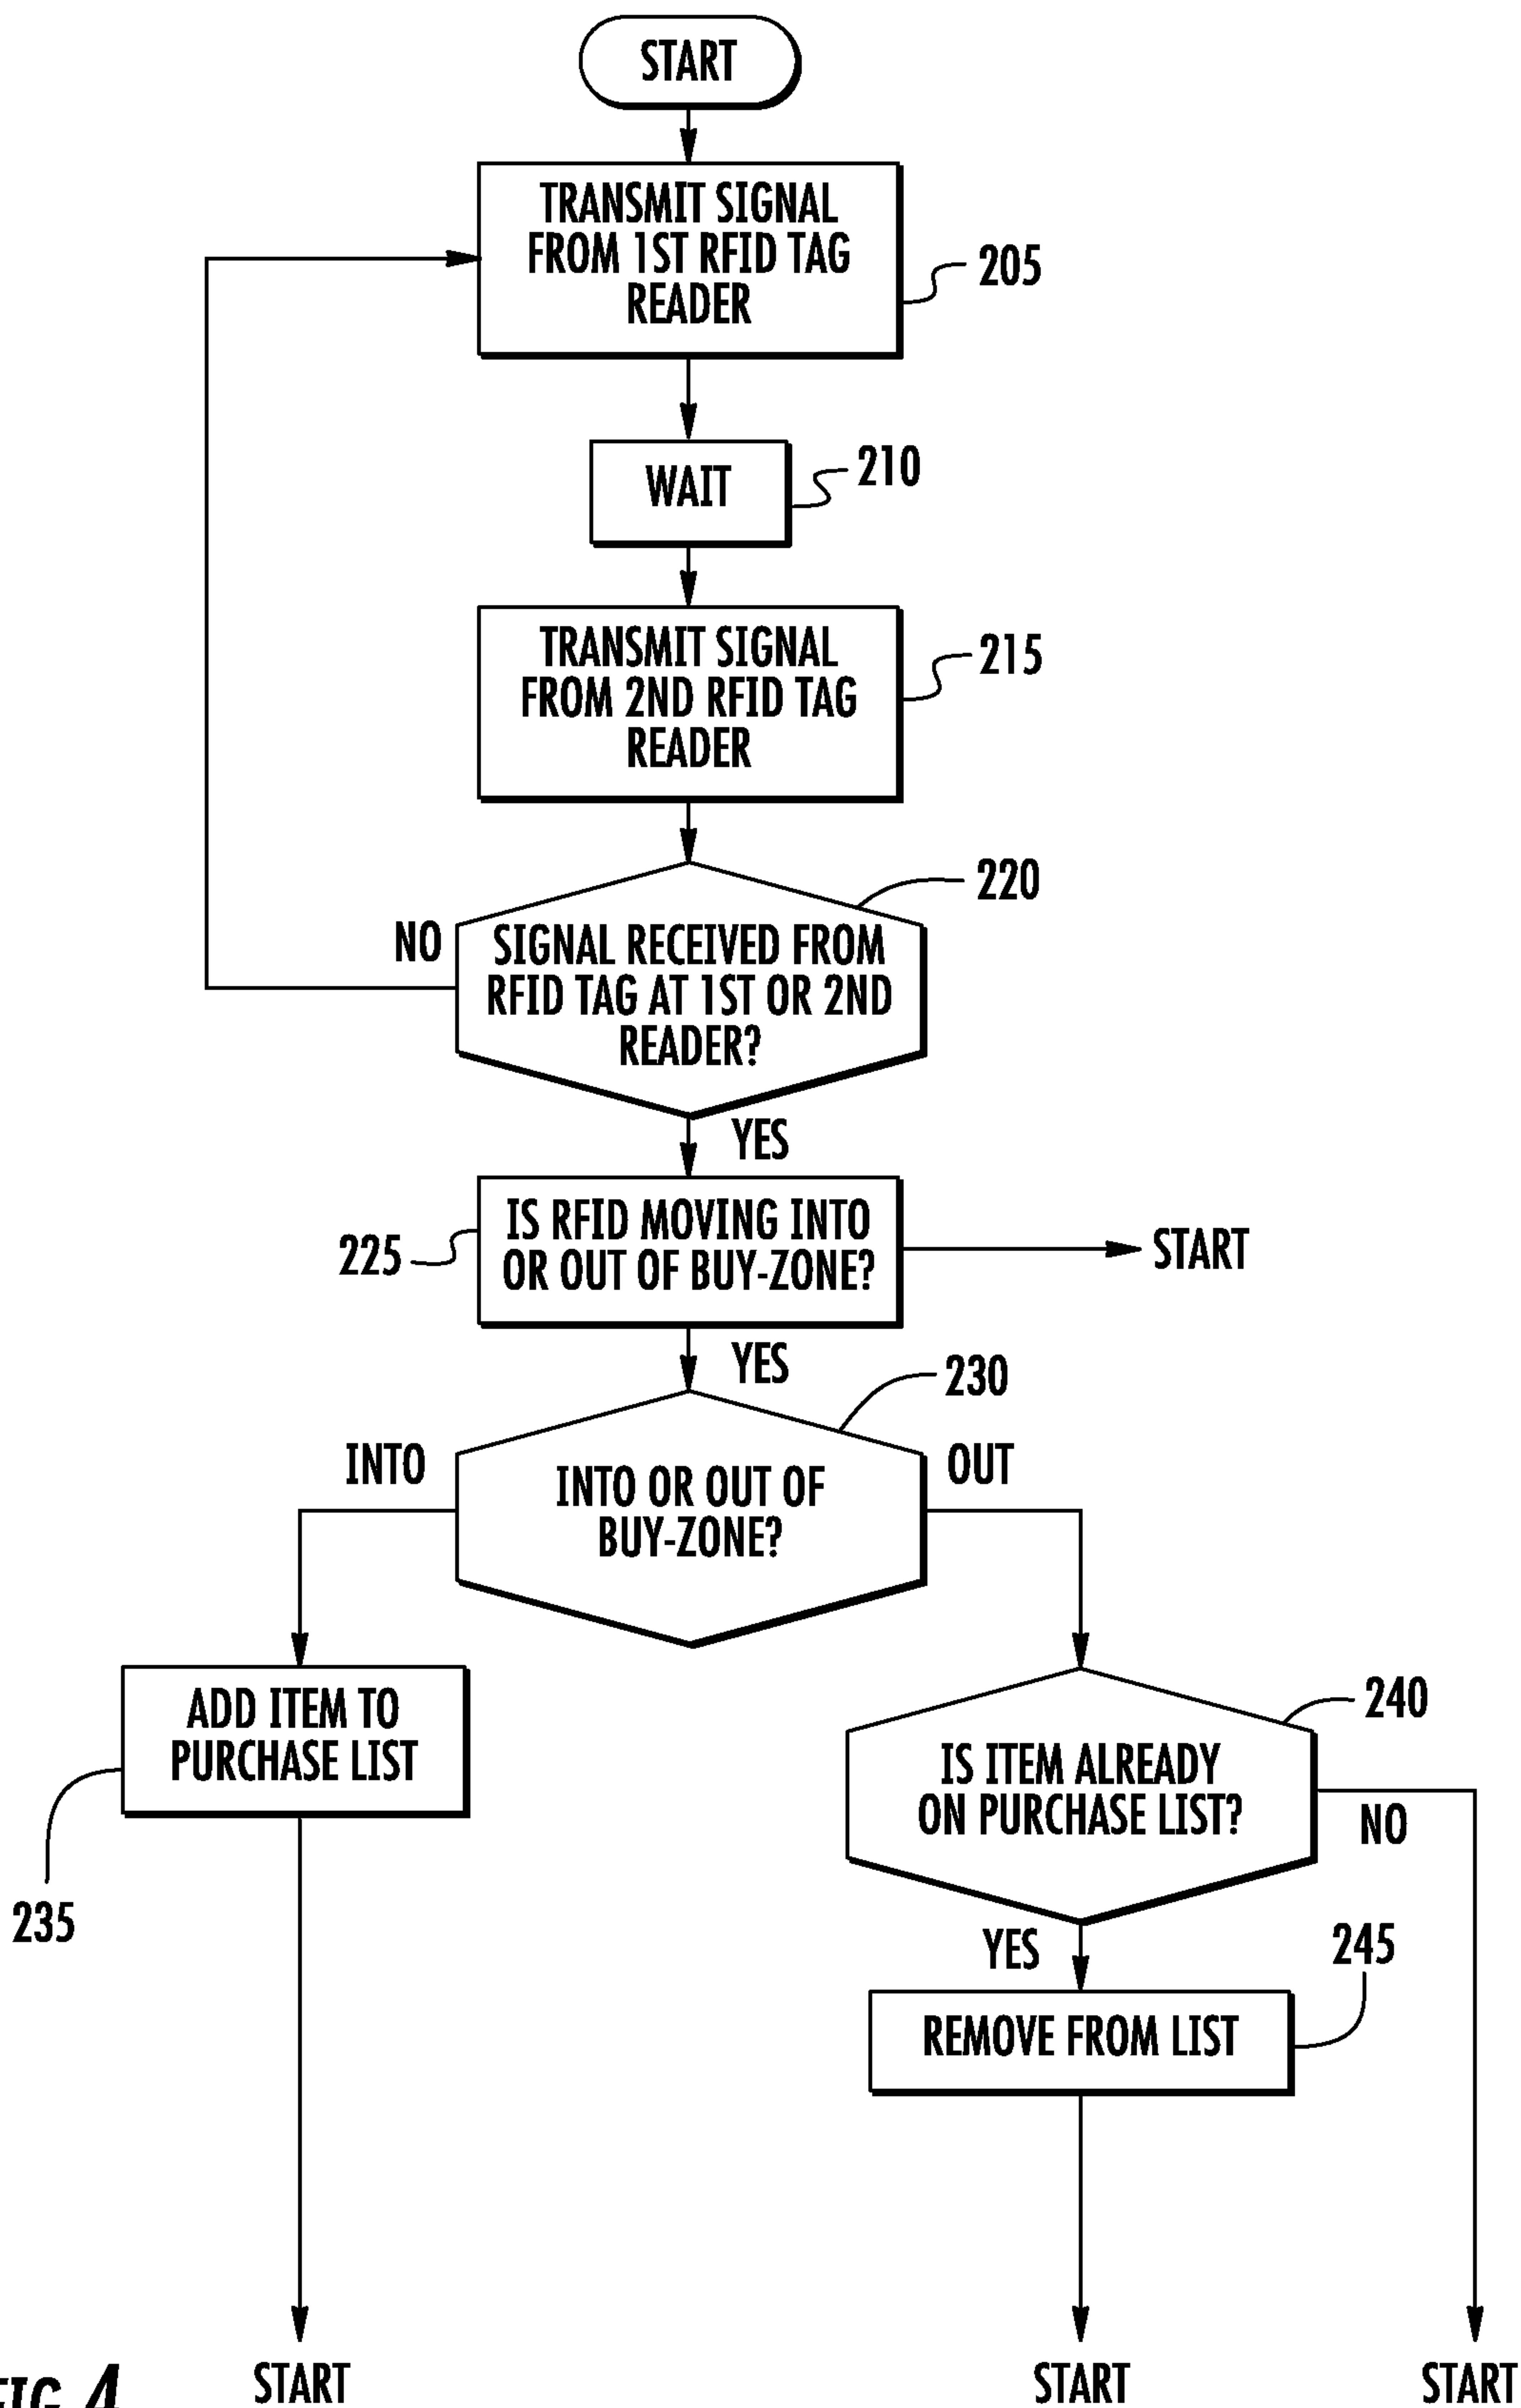 START
TRANSMIT SIGNAL
FROM 1ST RFID TAG
READER
205
WAIT
210
TRANSMIT SIGNAL
FROM 2ND RFID TAG
READER
215
220
NO
SIGNAL RECEIVED FROM
RFID TAG AT 1ST OR 2ND
READER?
YES
225
IS RFID MOVING INTO
OR OUT OF BUY-ZONE?
START
YES
230
INTO
INTO OR OUT OF
BUY-ZONE?
OUT
ADD ITEM TO
PURCHASE LIST
235
240
IS ITEM ALREADY
ON PURCHASE LIST?
NO
YES
245
REMOVE FROM LIST
START
START
START
FIG. 4